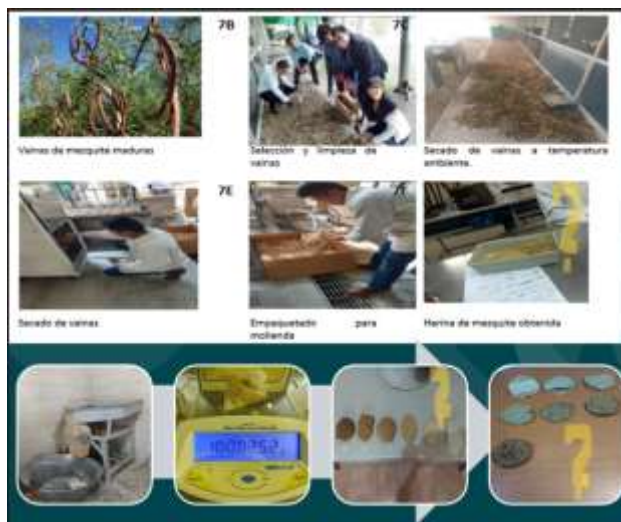 7B
Vainas de mezquite maduras
Selección y limpieza de
vainas
Secado de vainas a temperatura
ambiente.
7E
Secado de vainas
Empaquetado para
molienda
Harina de mezquite obtenida